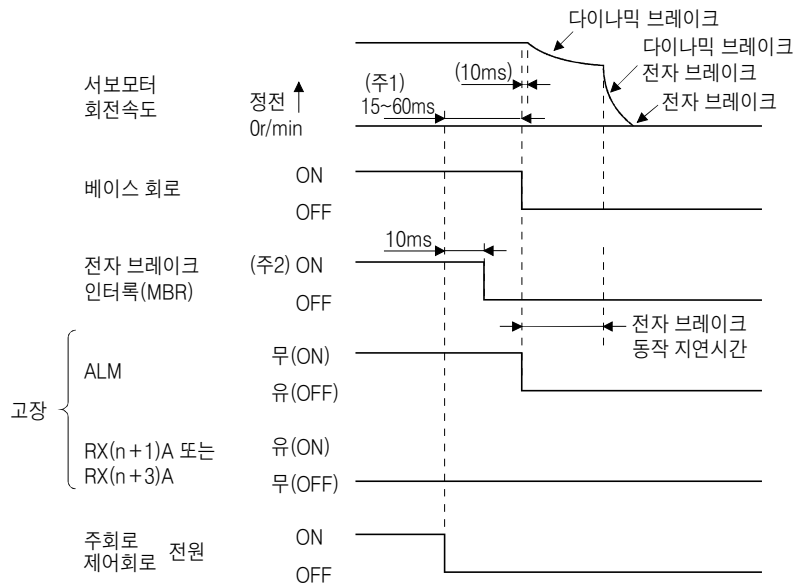 다이나믹 브레이크
다이나믹 브레이크
전자 브레이크
전자 브레이크
(10ms)
(주1)
15~60ms
서보모터
회전속도
정전
0r/min
베이스 회로
ON
OFF
10ms
전자 브레이크
인터록(MBR)
(주2) ON
OFF
전자 브레이크
동작 지연시간
고장
ALM
무(ON)
유(OFF)
RX(n+1)A 또는
RX(n+3)A
유(ON)
무(OFF)
주회로
제어회로
전원
ON
OFF